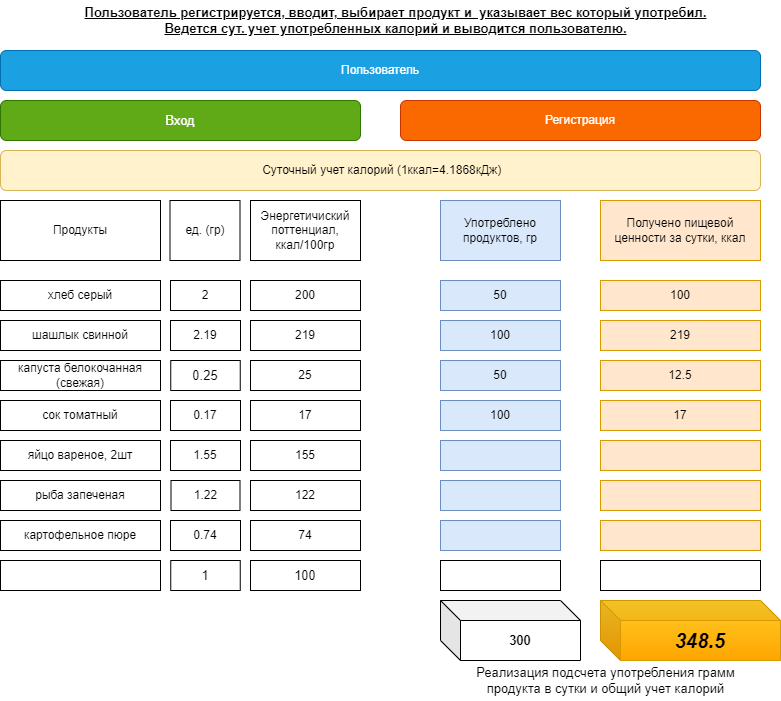 Пользователь регистрируется, вводит, выбирает продукт и указывает вес который употребил.
Ведется сут. учет употребленных калорий и выводится пользователю.
Пользователь
Вход
Регистрация
Суточный учет калорий (1ккал=4.1868кДж)
Продукты
ед. (гр)
Энергетичиский
поттенциал,
ккал/100гр
Употреблено
продуктов, гр
Получено пищевой
ценности за сутки, ккал
хлеб серый
2
200
50
100
шашлык свинной
2.19
219
100
219
капуста белокочанная
(свежая)
0.25
25
50
12.5
сок томатный
0.17
17
100
17
яйцо вареное, 2шт
1.55
155
рыба запеченая
1.22
122
картофельное пюре
0.74
74
1
100
300
348.5
Реализация подсчета употребления грамм
продукта в сутки и общий учет калорий